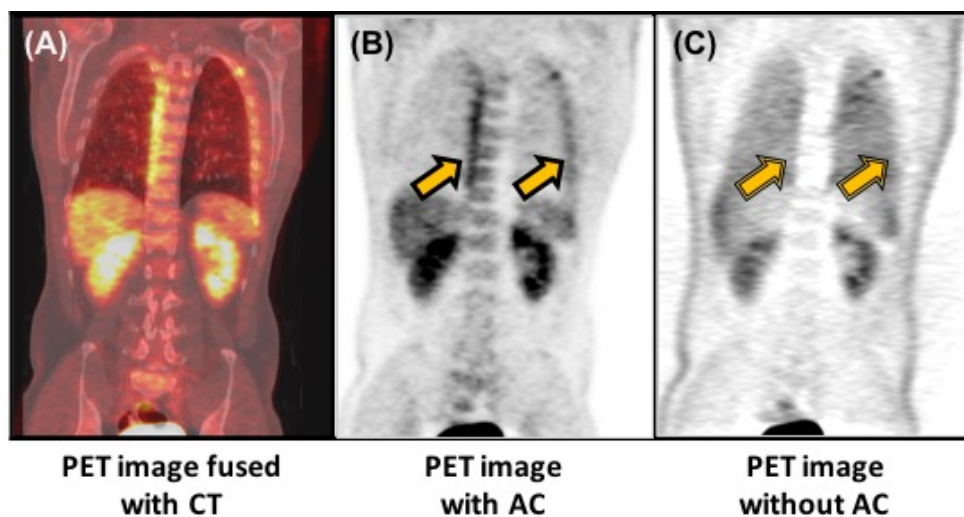 (A)
(B)
(C)
PET image fused
with CT
PET image
with AC
PET image
without AC